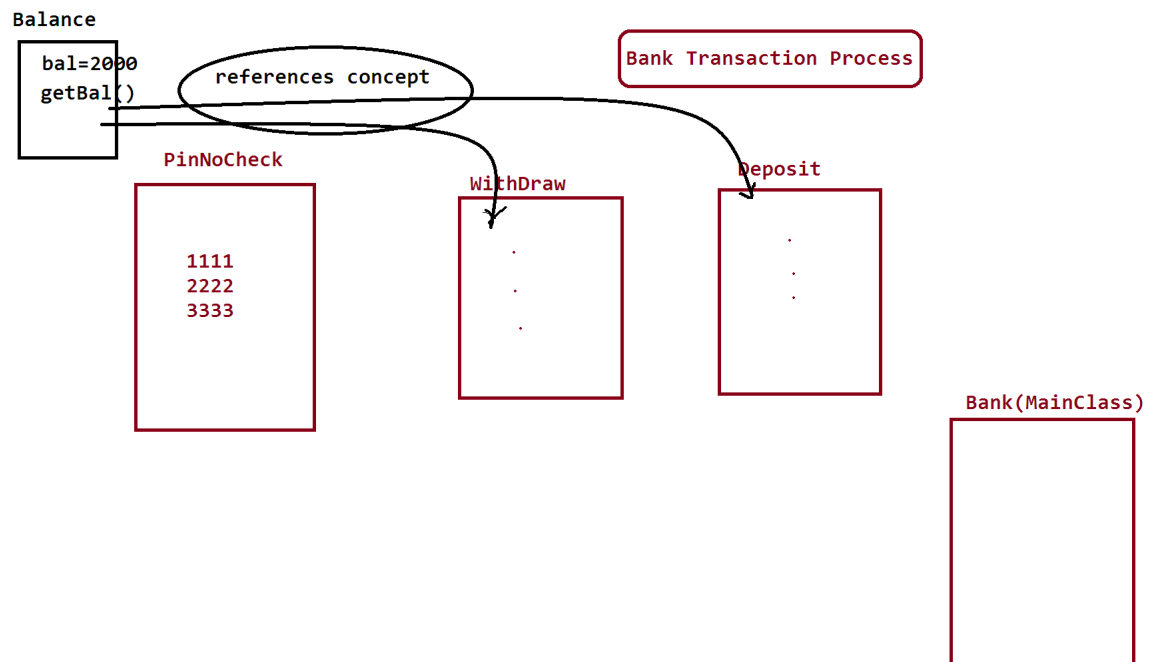 Balance
bal=2000
getBal()
references concept
Bank Transaction Process
PinNoCheck
1111
2222
3333
WithDraw
Deposit
Bank(MainClass)